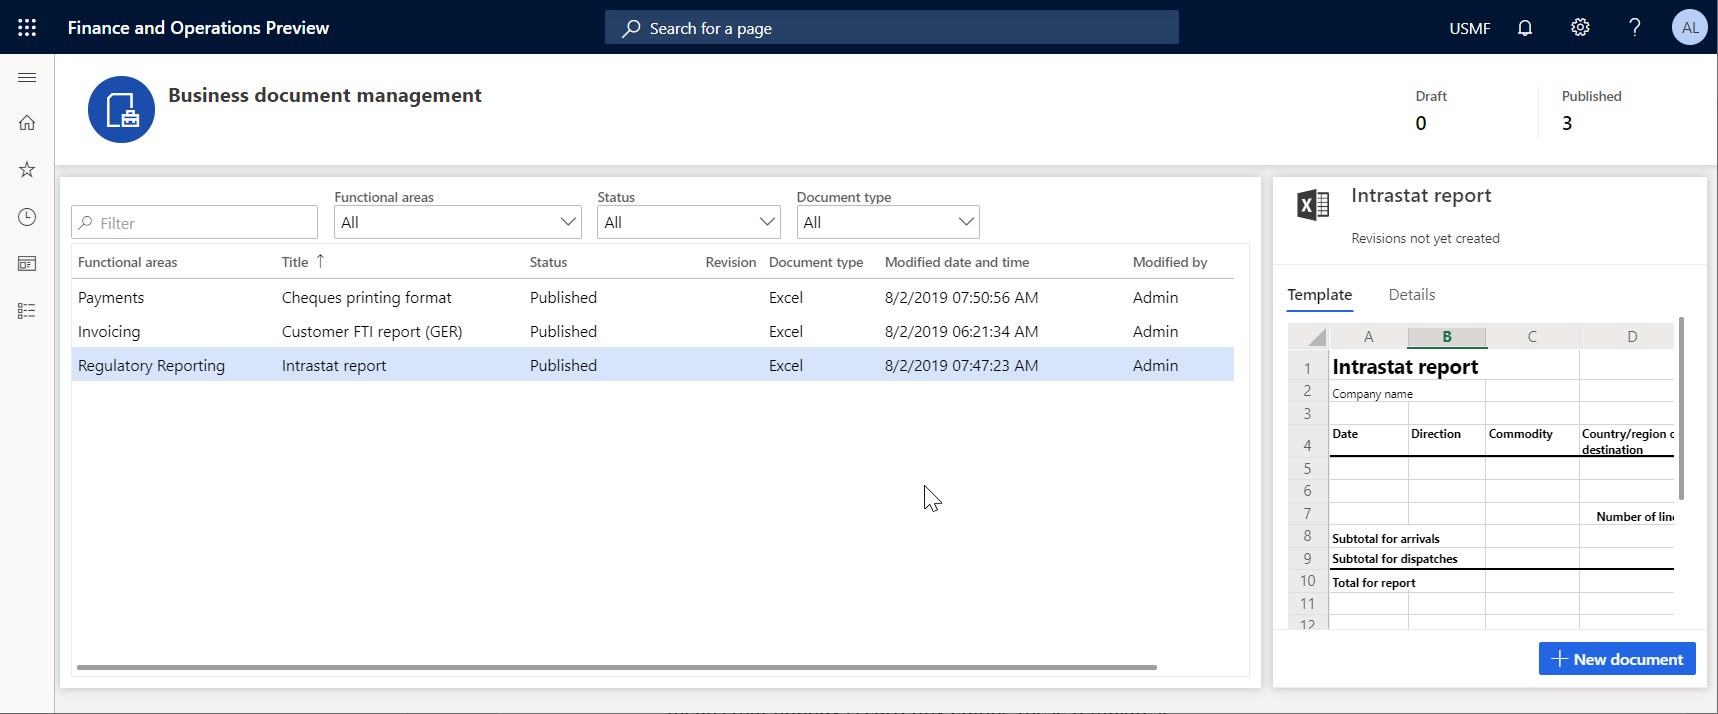 Finance and Operations Preview
Search for a page
USMF
?
AL
Business document management
Draft
0
Published
3
Filter
Functional areas
All
Status
All
Document type
All
Functional areas Title ↑ Status Revision Document type Modified date and time Modified by
Payments Cheques printing format Published Excel 8/2/2019 07:50:56 AM Admin
Invoicing Customer FTI report (GER) Published Excel 8/2/2019 06:21:34 AM Admin
Regulatory Reporting Intrastat report Published Excel 8/2/2019 07:47:23 AM Admin
X
Intrastat report
Revisions not yet created
Template Details
A B C D
1 Intrastat report
2 Company name
3
4 Date Direction Commodity Country/region o
destination
5
6
7 Number of line
8 Subtotal for arrivals
9 Subtotal for dispatches
10 Total for report
11
12
+ New document